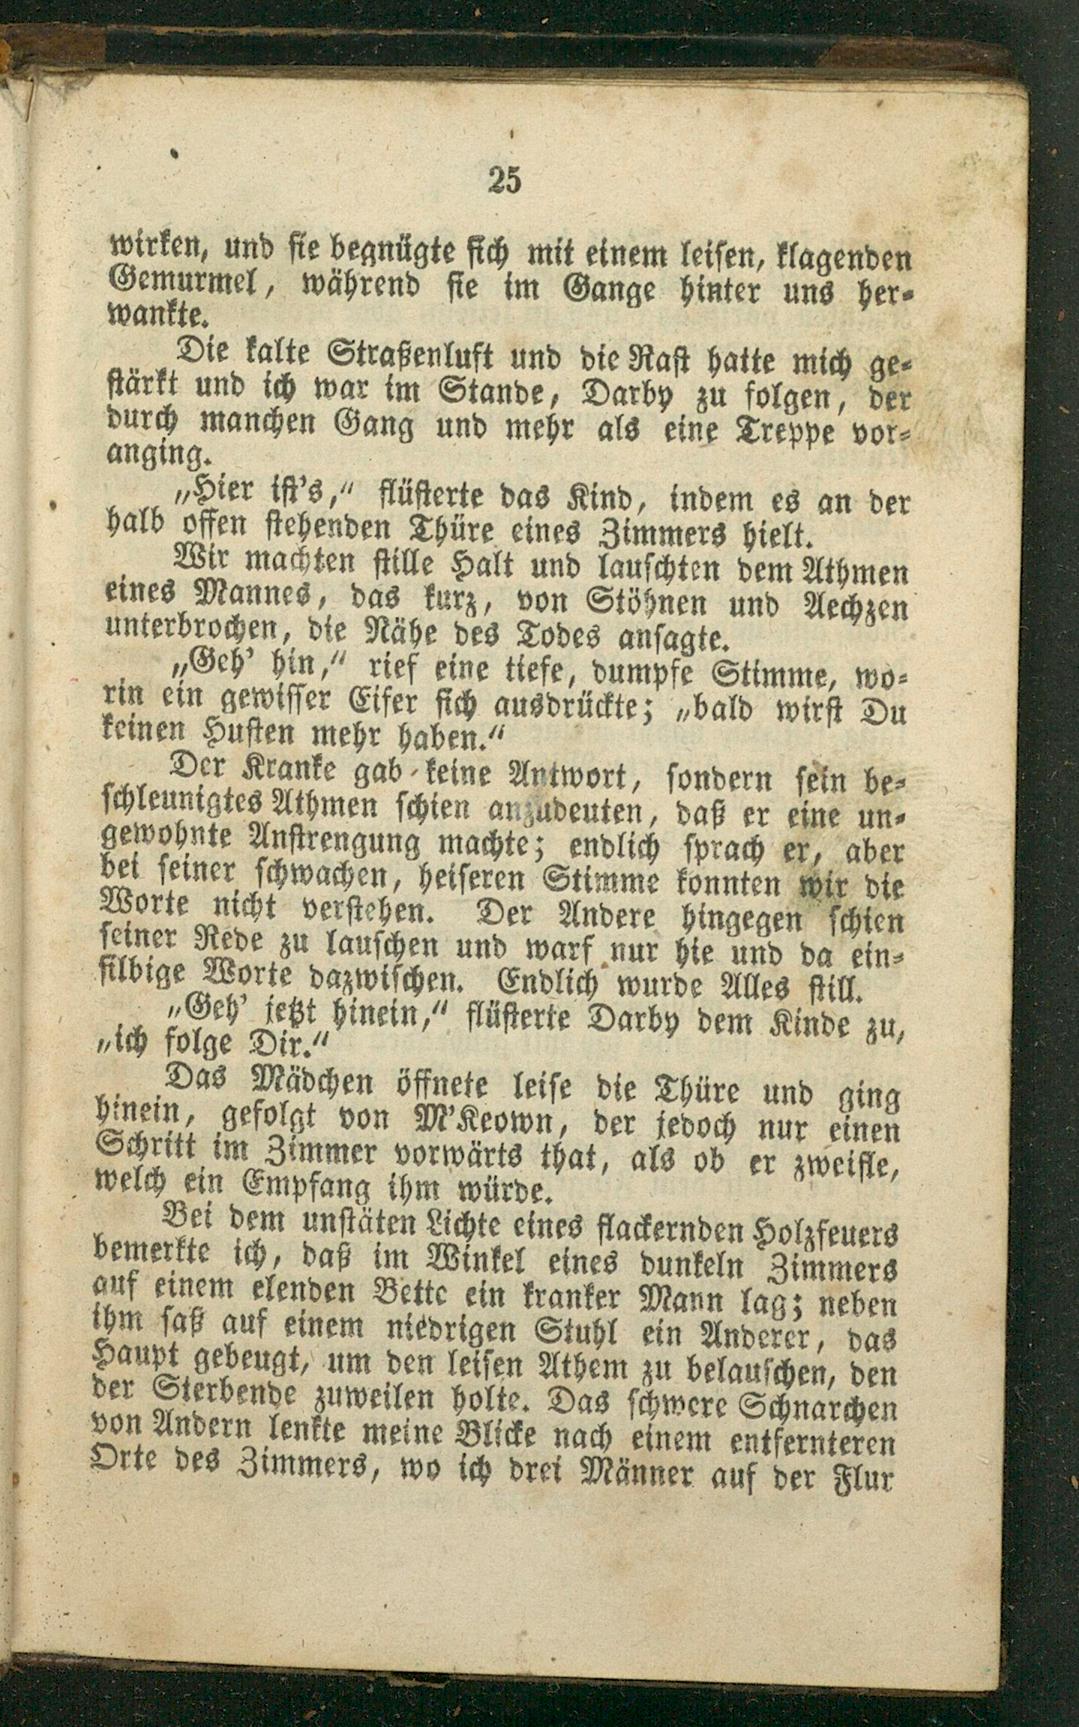 25
wirken, und sie begnügte sich mit einem leisen, klagenden
Gemurmel, während sie im Gange hinter uns her-
wankte.
Die kalte Straßenluft und die Rast hatte mich ge-
stärkt und ich war im Stande, Darby zu folgen, der
durch manchen Gang und mehr als eine Treppe vor-
anging.
„Hier ist's,“ flüsterte das Kind, indem es an der
halb offen stehenden Thüre eines Zimmers hielt.
Wir machten stille Halt und lauschten dem Athmen
eines Mannes, das kurz, von Stöhnen und Aechzen
unterbrochen, die Nähe des Todes ansagte.
„Geh' hin,“ rief eine tiefe, dumpfe Stimme, wo-
rin ein gewisser Eifer sich ausdrückte; „bald wirst Du
keinen Husten mehr haben.“
Der Kranke gab keine Antwort, sondern sein be-
schleunigtes Athmen schien anzudeuten, daß er eine un-
gewohnte Anstrengung machte; endlich sprach er, aber
bei seiner schwachen, heiseren Stimme konnten wir die
Worte nicht verstehen. Der Andere hingegen schien
seiner Rede zu lauschen und warf nur hie und da ein-
silbige Worte dazwischen. Endlich wurde Alles still.
„Geh' jetzt hinein,“ flüsterte Darby dem Kinde zu,
„ich folge Dir.“
Das Mädchen öffnete leise die Thüre und ging
hinein, gefolgt von M'Keown, der jedoch nur einen
Schritt im Zimmer vorwärts that, als ob er zweifle,
welch ein Empfang ihm würde.
Bei dem unstäten Lichte eines flackernden Holzfeuers
bemerkte ich, daß im Winkel eines dunkeln Zimmers
auf einem elenden Bette ein kranker Mann lag; neben
ihm saß auf einem niedrigen Stuhl ein Anderer, das
Haupt gebeugt, um den leisen Athem zu belauschen, den
der Sterbende zuweilen holte. Das schwere Schnarchen
von Andern lenkte meine Blicke nach einem entfernteren
Orte des Zimmers, wo ich drei Männer auf der Flur